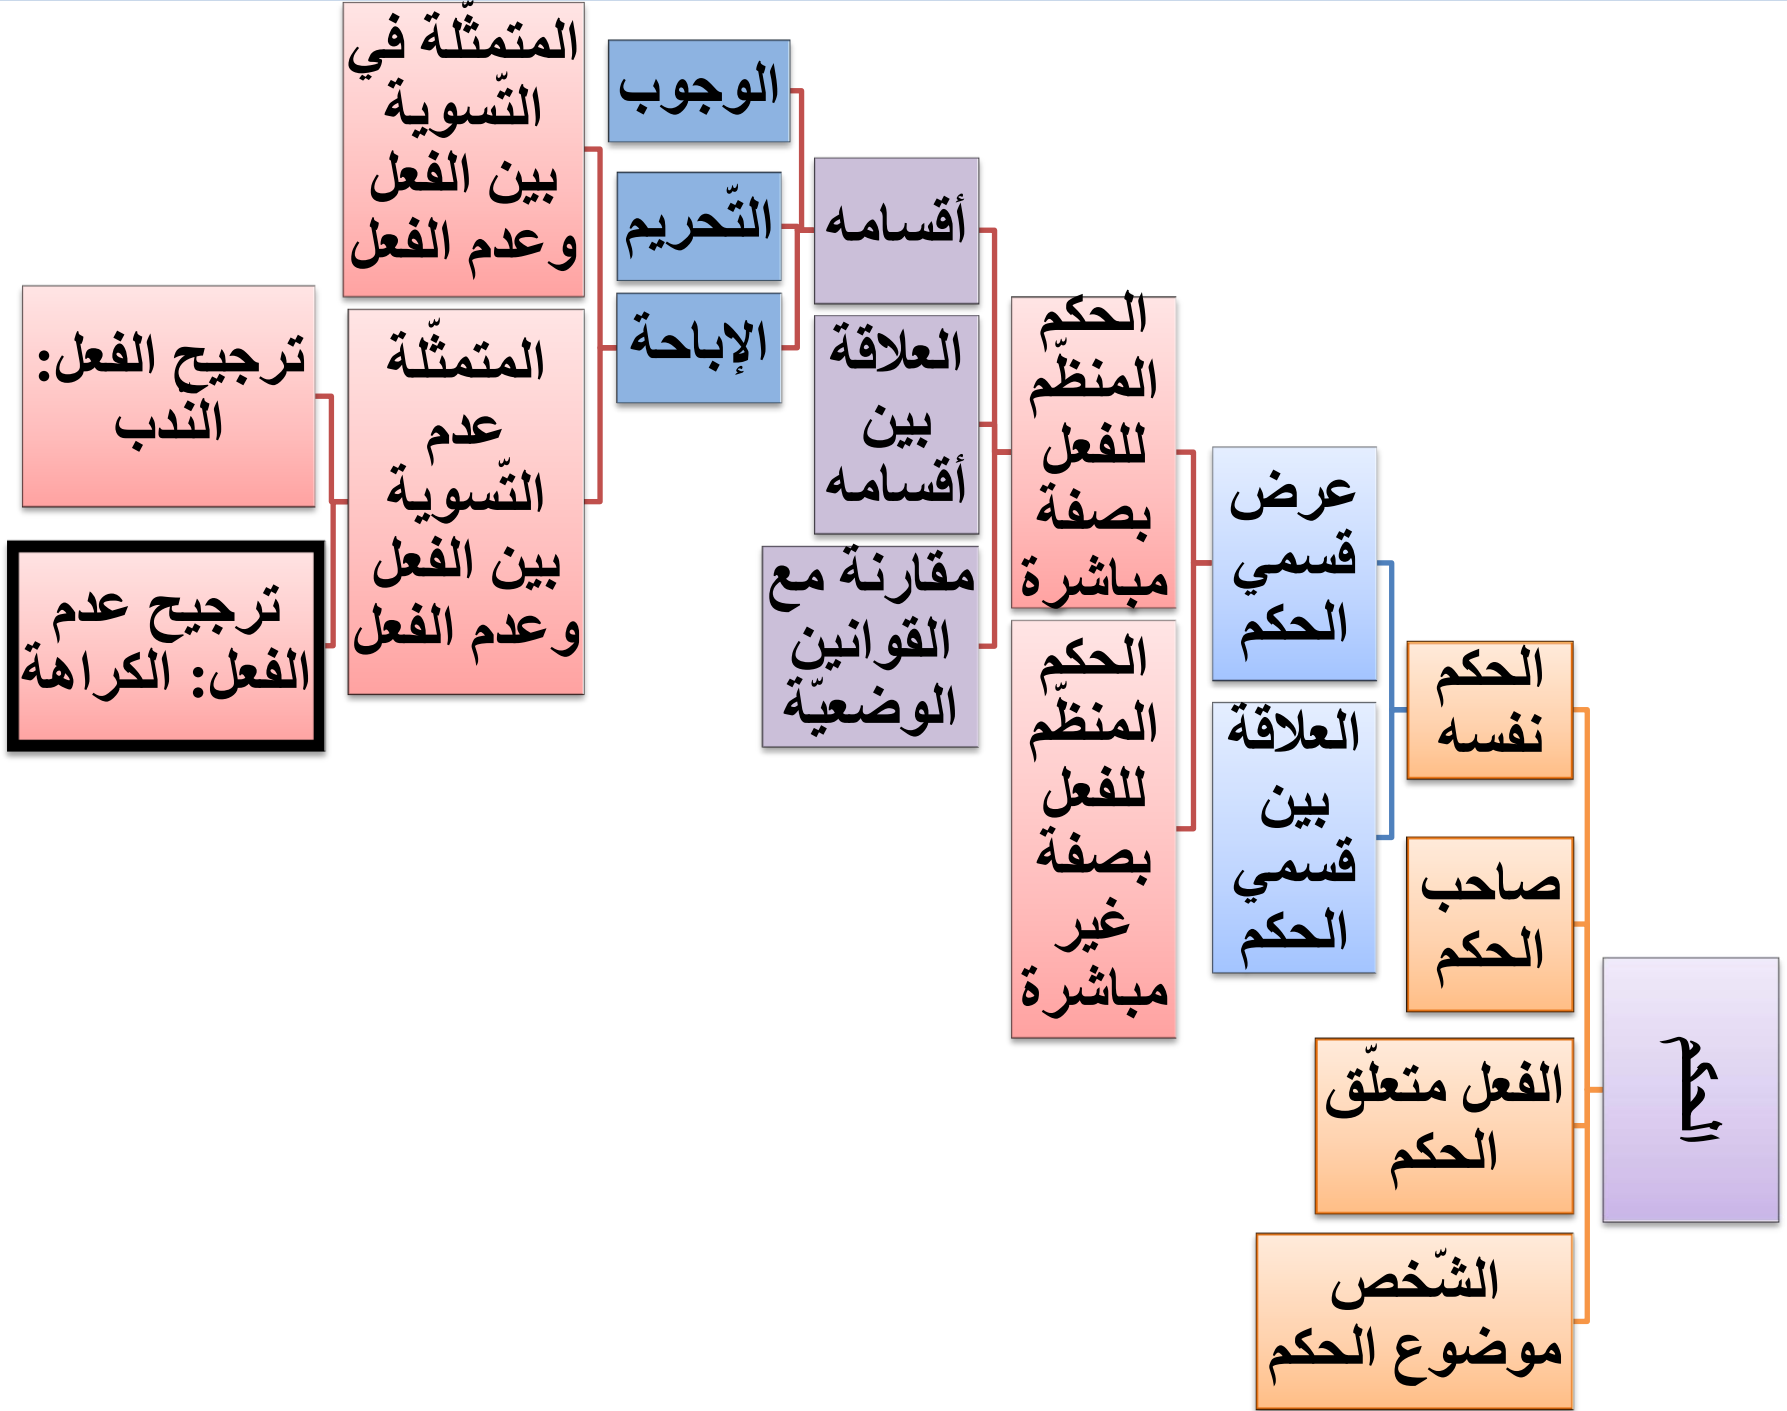 الحكم
الحكم
نفسه
صاحب
الحكم
الفعل متعلّق
الحكم
الشّخص
موضوع الحكم
عرض
قسمي
الحكم
العلاقة
بين
قسمي
الحكم
الحكم
المنظّم
للفعل
بصفة
مباشرة
الحكم
المنظّم
للفعل
بصفة
غير
مباشرة
أقسامه
العلاقة
بين
أقسامه
مقارنة مع
القوانين
الوضعيّة
الوجوب
التّحريم
الإباحة
المتمثّلة في
التّسوية
بين الفعل
وعدم الفعل
المتمثّلة
عدم
التّسوية
بين الفعل
وعدم الفعل
ترجيح الفعل:
النّدب
ترجيح عدم
الفعل: الكراهة